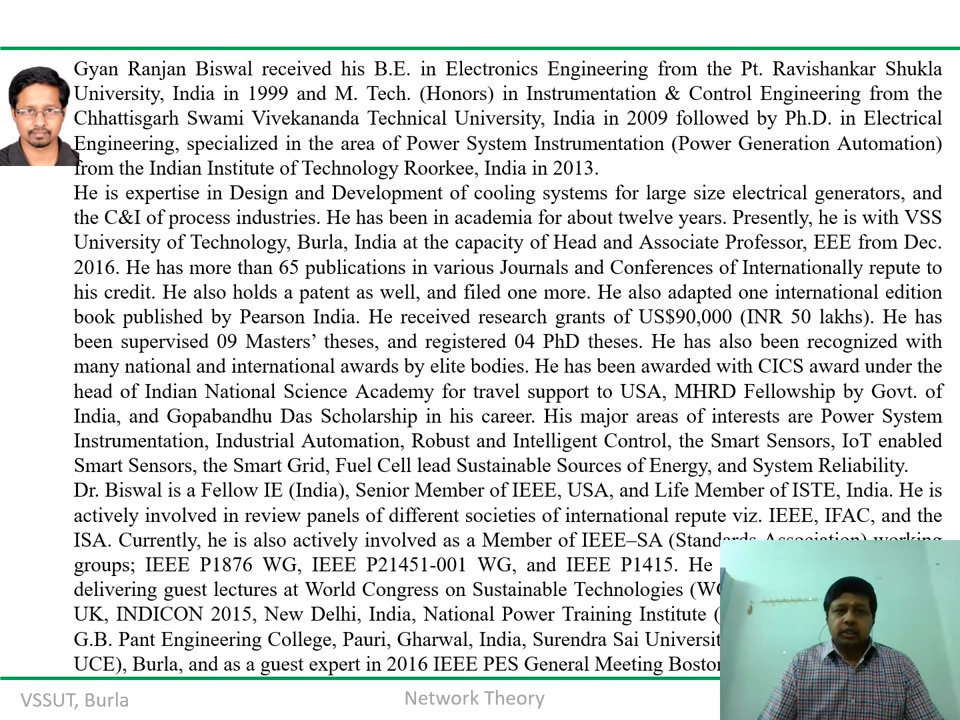 Gyan Ranjan Biswal received his B.E. in Electronics Engineering from the Pt. Ravishankar Shukla
University, India in 1999 and M. Tech. (Honors) in Instrumentation & Control Engineering from the
Chhattisgarh Swami Vivekananda Technical University, India in 2009 followed by Ph.D. in Electrical
Engineering, specialized in the area of Power System Instrumentation (Power Generation Automation)
from the Indian Institute of Technology Roorkee, India in 2013.
He is expertise in Design and Development of cooling systems for large size electrical generators, and
the C&I of process industries. He has been in academia for about twelve years. Presently, he is with VSS
University of Technology, Burla, India at the capacity of Head and Associate Professor, EEE from Dec.
2016. He has more than 65 publications in various Journals and Conferences of Internationally repute to
his credit. He also holds a patent as well, and filed one more. He also adapted one international edition
book published by Pearson India. He received research grants of US$90,000 (INR 50 lakhs). He has
been supervised 09 Masters’ theses, and registered 04 PhD theses. He has also been recognized with
many national and international awards by elite bodies. He has been awarded with CICS award under the
head of Indian National Science Academy for travel support to USA, MHRD Fellowship by Govt. of
India, and Gopabandhu Das Scholarship in his career. His major areas of interests are Power System
Instrumentation, Industrial Automation, Robust and Intelligent Control, the Smart Sensors, IoT enabled
Smart Sensors, the Smart Grid, Fuel Cell lead Sustainable Sources of Energy, and System Reliability.
Dr. Biswal is a Fellow IE (India), Senior Member of IEEE, USA, and Life Member of ISTE, India. He is
actively involved in review panels of different societies of international repute viz. IEEE, IFAC, and the
ISA. Currently, he is also actively involved as a Member of IEEE–SA (Standards Association) working
groups; IEEE P1876 WG, IEEE P21451-001 WG, and IEEE P1415. He
delivering guest lectures at World Congress on Sustainable Technologies
UK, INDICON 2015, New Delhi, India, National Power Training Institute (
G.B. Pant Engineering College, Pauri, Gharwal, India, Surendra Sai
UCE), Burla, and as a guest expert in 2016 IEEE PES General Meeting
VSSUT, Burla
Network Theory